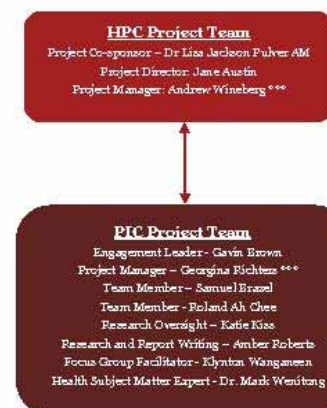 HPC Project Team
Project Co-sponsor – Dr Lisa Jackson Pulver AM
Project Director: Jane Austin
Project Manager: Andrew Wineberg ***
PIC Project Team
Engagement Leader - Gavin Brown
Project Manager – Georgina Richters ***
Team Member – Samuel Brazel
Team Member - Roland Ah Chee
Research Oversight – Katie Kiss
Research and Report Writing – Amber Roberts
Focus Group Facilitator - Klynton Wanganeen
Health Subject Matter Expert - Dr. Mark Wenitong